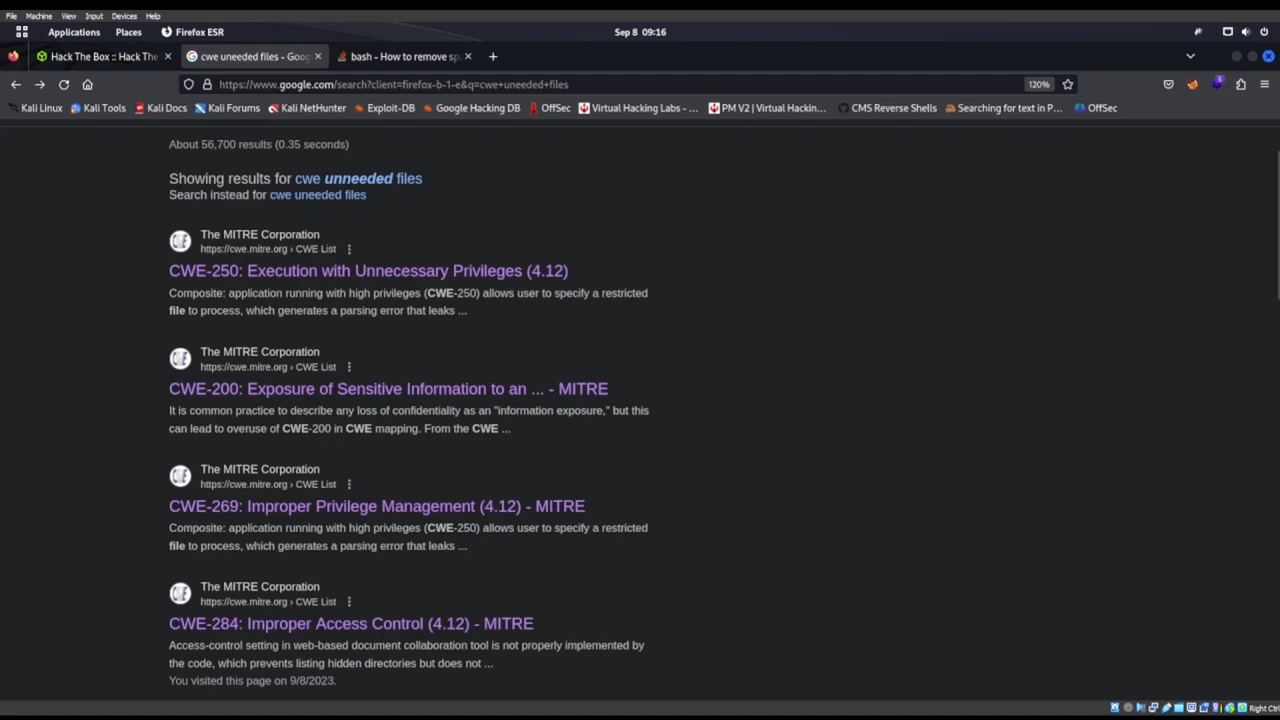 File Machine View Input Devices Help
Applications Places Firefox ESR Sep 8 09:16
Hack The Box :: Hack The cwe uneeded files - Goog bash - How to remove sp
https://www.google.com/search?client=firefox-b-1-e&q=cwe+uneeded+files 120%
Kali Linux Kali Tools Kali Docs Kali Forums Kali NetHunter Exploit-DB Google Hacking DB OffSec Virtual Hacking Labs - ... PM V2 | Virtual Hackin... CMS Reverse Shells Searching for text in P... OffSec
About 56,700 results (0.35 seconds)
Showing results for cwe unneeded files
Search instead for cwe uneeded files
The MITRE Corporation
https://cwe.mitre.org › CWE List
CWE-250: Execution with Unnecessary Privileges (4.12)
Composite: application running with high privileges (CWE-250) allows user to specify a restricted
file to process, which generates a parsing error that leaks ...
The MITRE Corporation
https://cwe.mitre.org › CWE List
CWE-200: Exposure of Sensitive Information to an ... - MITRE
It is common practice to describe any loss of confidentiality as an "information exposure," but this
can lead to overuse of CWE-200 in CWE mapping. From the CWE ...
The MITRE Corporation
https://cwe.mitre.org › CWE List
CWE-269: Improper Privilege Management (4.12) - MITRE
Composite: application running with high privileges (CWE-250) allows user to specify a restricted
file to process, which generates a parsing error that leaks ...
The MITRE Corporation
https://cwe.mitre.org › CWE List
CWE-284: Improper Access Control (4.12) - MITRE
Access-control setting in web-based document collaboration tool is not properly implemented by
the code, which prevents listing hidden directories but does not ...
You visited this page on 9/8/2023.
Right Ctrl